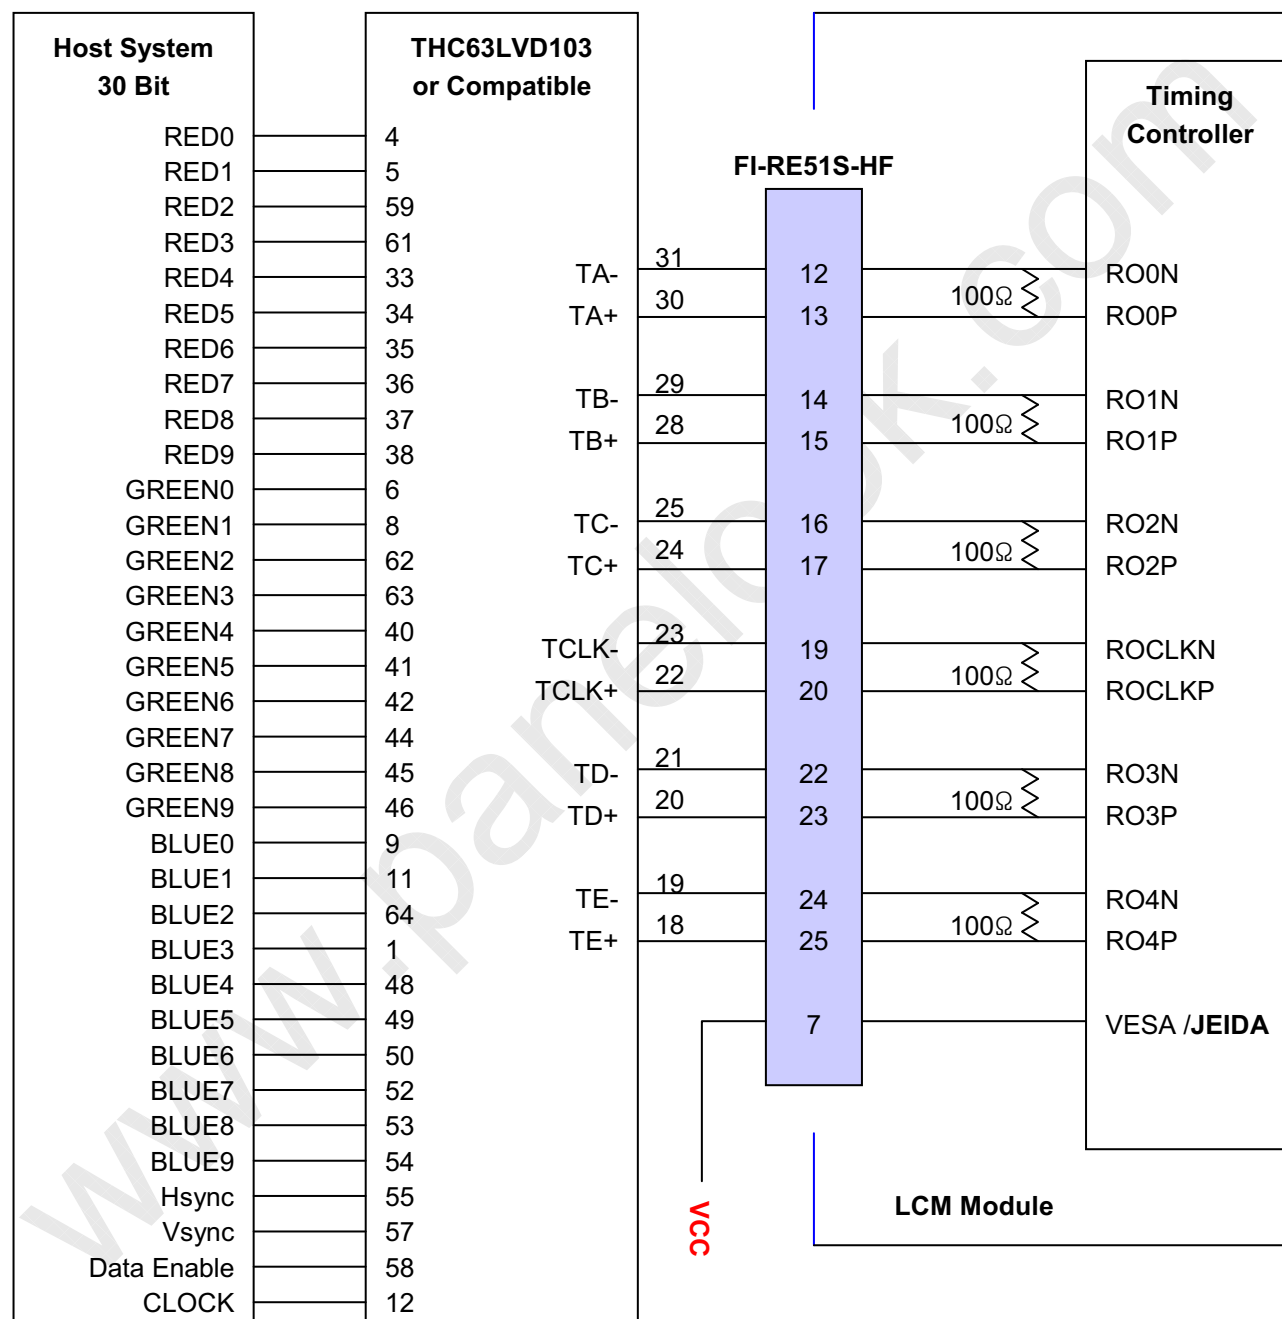 Host System
30 Bit
RED0
RED1
RED2
RED3
RED4
RED5
RED6
RED7
RED8
RED9
GREEN0
GREEN1
GREEN2
GREEN3
GREEN4
GREEN5
GREEN6
GREEN7
GREEN8
GREEN9
BLUE0
BLUE1
BLUE2
BLUE3
BLUE4
BLUE5
BLUE6
BLUE7
BLUE8
BLUE9
Hsync
Vsync
Data Enable
CLOCK
THC63LVD103
or Compatible
4
5
59
61
33
34
35
36
37
38
6
8
62
63
40
41
42
44
45
46
9
11
64
1
48
49
50
52
53
54
55
57
58
12
TA-
TA+
TB-
TB+
TC-
TC+
TCLK-
TCLK+
TD-
TD+
TE-
TE+
31
30
29
28
25
24
23
22
21
20
19
18
FI-RE51S-HF
12
13
14
15
16
17
19
20
22
23
24
25
7
VCC
100Ω
100Ω
100Ω
100Ω
100Ω
100Ω
Timing
Controller
RO0N
RO0P
RO1N
RO1P
RO2N
RO2P
ROCLKN
ROCLKP
RO3N
RO3P
RO4N
RO4P
VESA /JEIDA
LCM Module
www.panelook.com